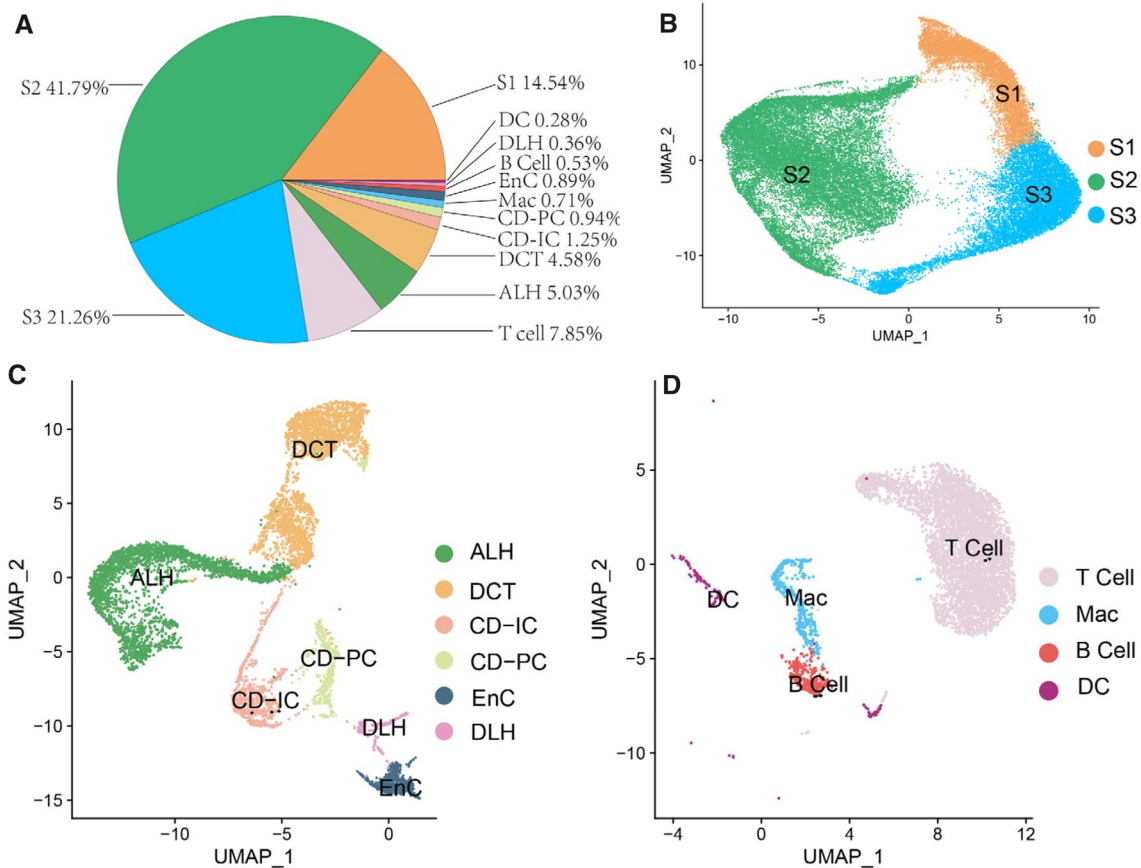 A
S2 41.79%
S1 14.54%
DC 0.28%
DLH 0.36%
B Cell 0.53%
EnC 0.89%
Mac 0.71%
CD-PC 0.94%
CD-IC 1.25%
DCT 4.58%
ALH 5.03%
T cell 7.85%
S3 21.26%
B
UMAP_2
10
5
0
−5
−10
S1
S2
S3
S1
S2
S3
−10 −5 0 5 10
UMAP_1
C
UMAP_2
10
5
0
−5
−10
−15
DCT
ALH
CD−PC
CD−IC
DLH
EnC
ALH
DCT
CD−IC
CD−PC
EnC
DLH
−10 −5 0
UMAP_1
D
UMAP_2
5
0
−5
−10
T Cell
DC
Mac
B Cell
T Cell
Mac
B Cell
DC
−4 0 4 8 12
UMAP_1